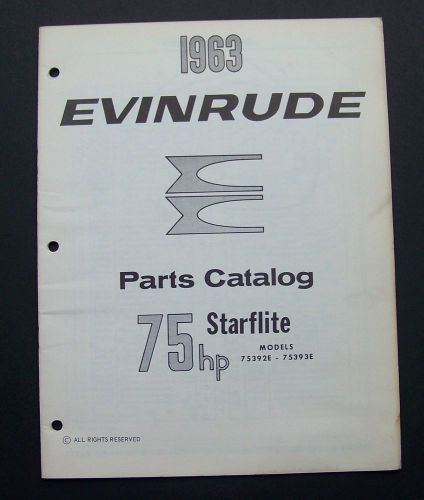 1963
EVINRUDE
Parts Catalog
75 hp Starflite
MODELS
75392E - 75393E
© ALL RIGHTS RESERVED